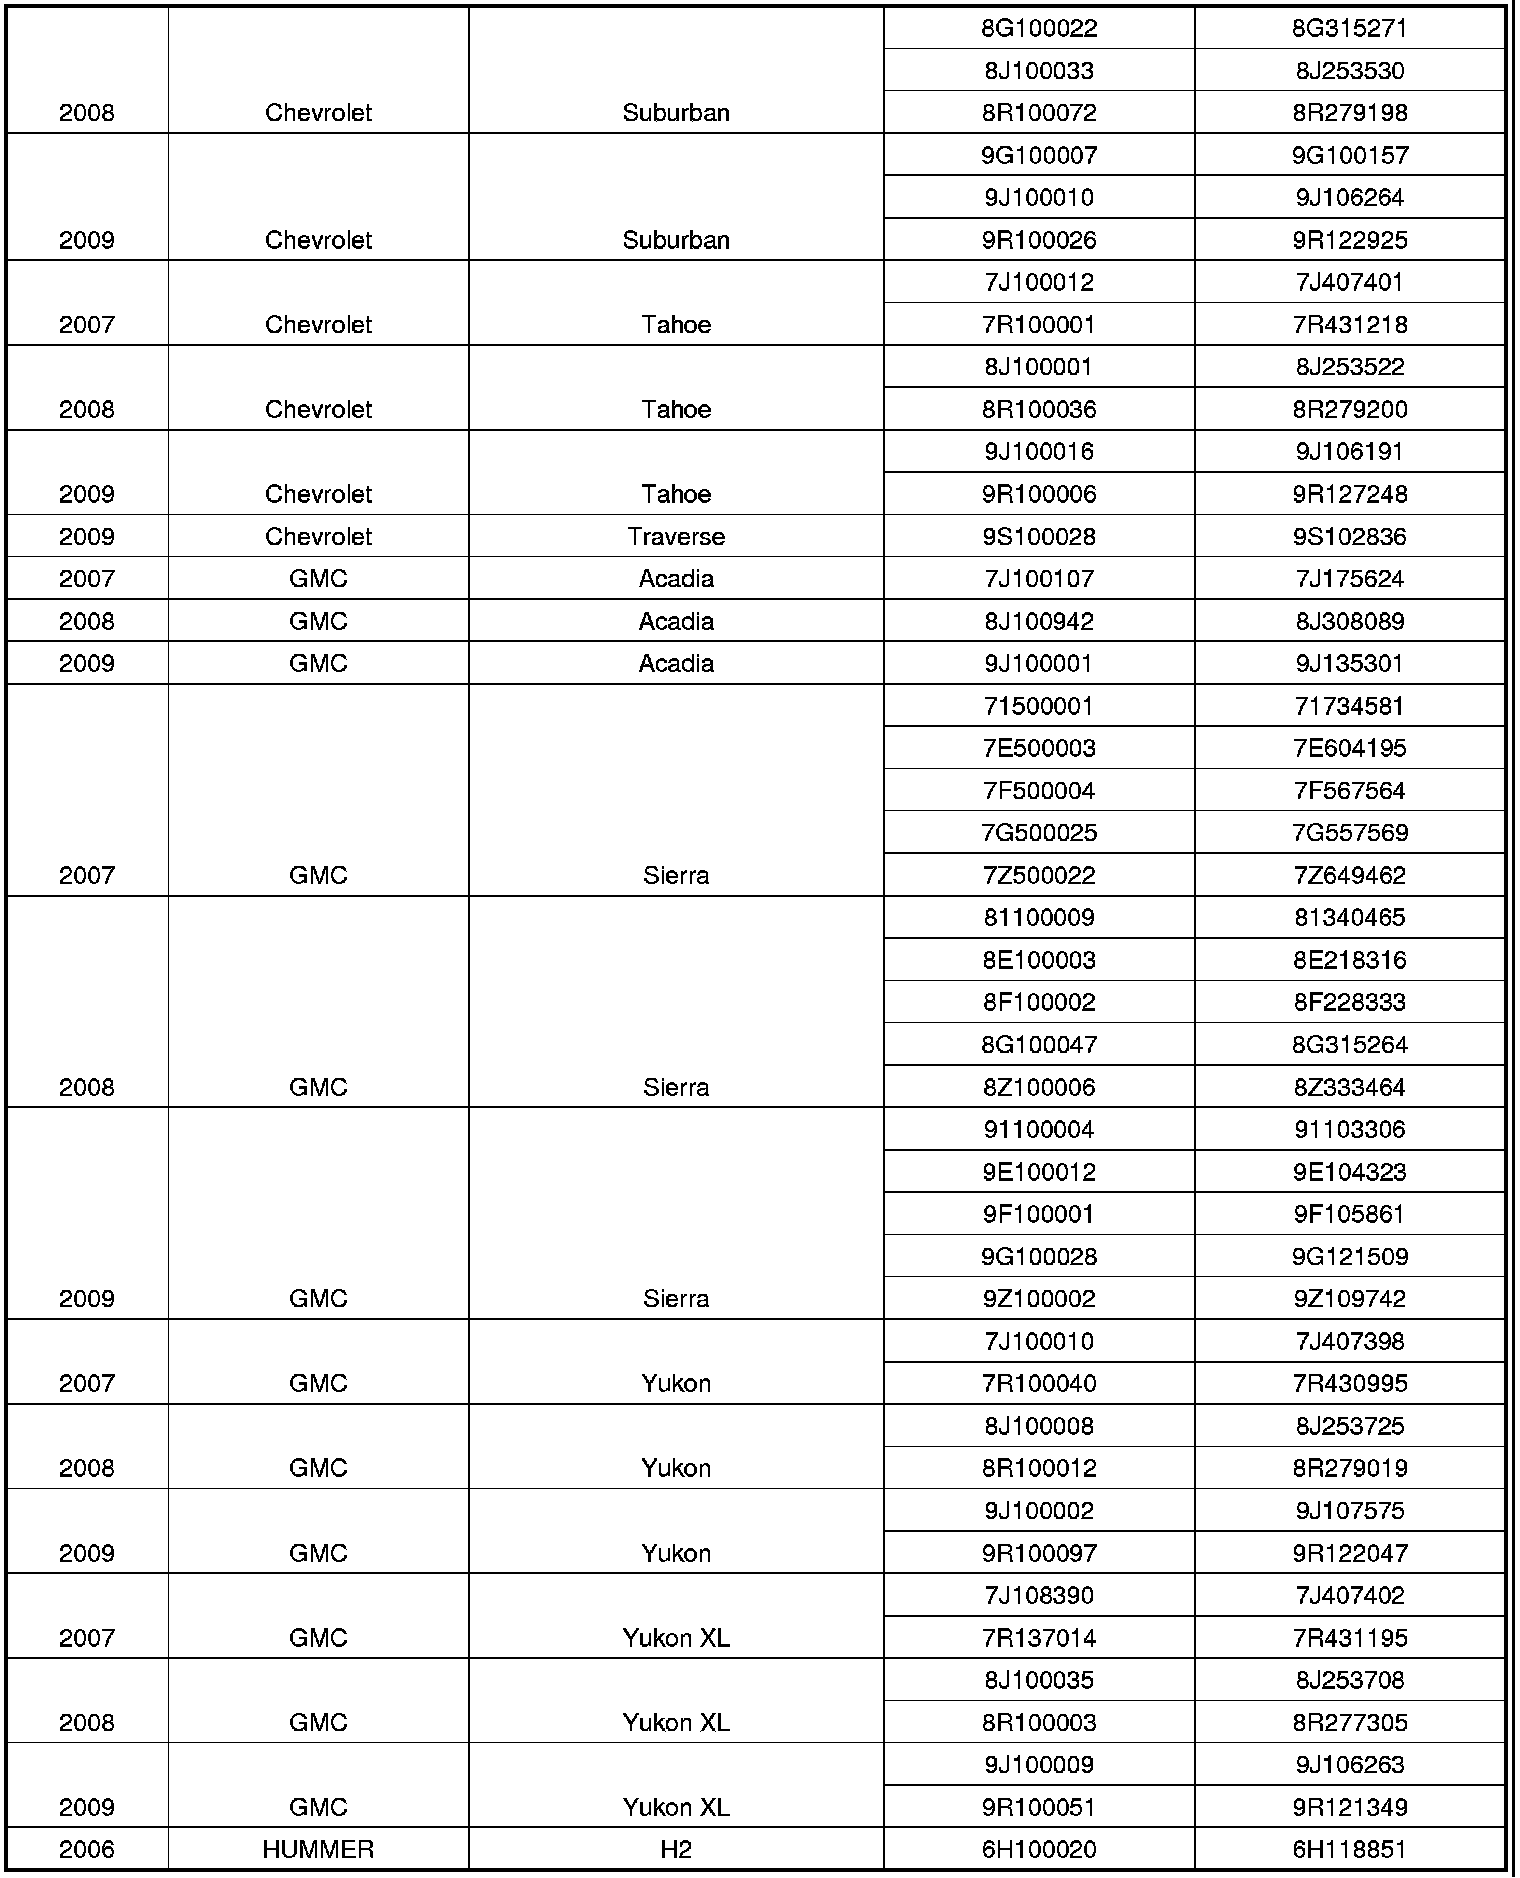 8G100022 8G315271
8J100033 8J253530
2008 Chevrolet Suburban 8R100072 8R279198
9G100007 9G100157
9J100010 9J106264
2009 Chevrolet Suburban 9R100026 9R122925
7J100012 7J407401
2007 Chevrolet Tahoe 7R100001 7R431218
8J100001 8J253522
2008 Chevrolet Tahoe 8R100036 8R279200
9J100016 9J106191
2009 Chevrolet Tahoe 9R100006 9R127248
2009 Chevrolet Traverse 9S100028 9S102836
2007 GMC Acadia 7J100107 7J175624
2008 GMC Acadia 8J100942 8J308089
2009 GMC Acadia 9J100001 9J135301
71500001 71734581
7E500003 7E604195
7F500004 7F567564
7G500025 7G557569
2007 GMC Sierra 7Z500022 7Z649462
81100009 81340465
8E100003 8E218316
8F100002 8F228333
8G100047 8G315264
2008 GMC Sierra 8Z100006 8Z333464
91100004 91103306
9E100012 9E104323
9F100001 9F105861
9G100028 9G121509
2009 GMC Sierra 9Z100002 9Z109742
7J100010 7J407398
2007 GMC Yukon 7R100040 7R430995
8J100008 8J253725
2008 GMC Yukon 8R100012 8R279019
9J100002 9J107575
2009 GMC Yukon 9R100097 9R122047
7J108390 7J407402
2007 GMC Yukon XL 7R137014 7R431195
8J100035 8J253708
2008 GMC Yukon XL 8R100003 8R277305
9J100009 9J106263
2009 GMC Yukon XL 9R100051 9R121349
2006 HUMMER H2 6H100020 6H118851